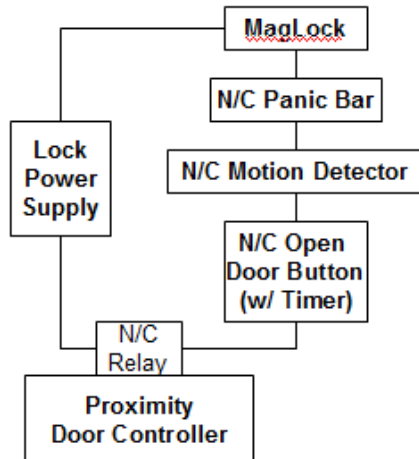 MagLock
N/C Panic Bar
Lock
Power
Supply
N/C Motion Detector
N/C Open
Door Button
(w/ Timer)
N/C
Relay
Proximity
Door Controller